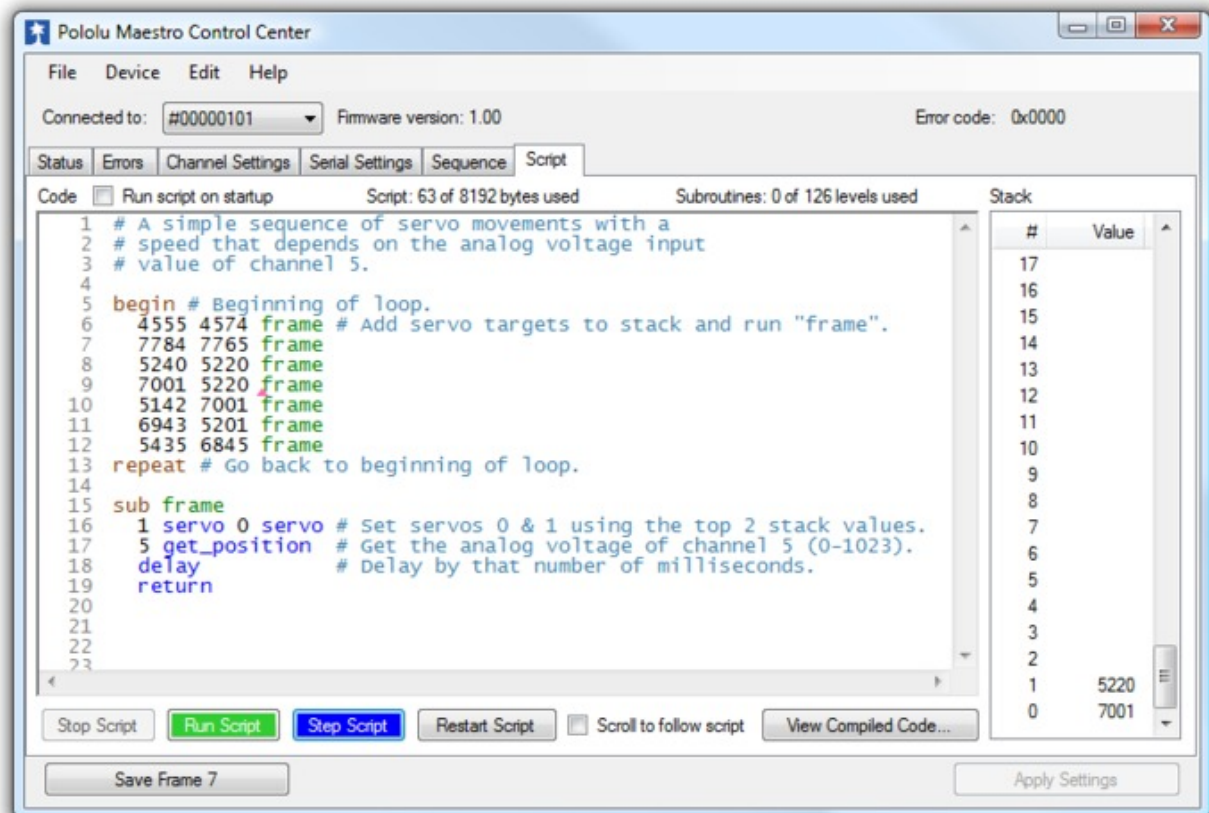 Pololu Maestro Control Center
File Device Edit Help
Connected to: #00000101 Firmware version: 1.00 Error code: 0x0000
Status Errors Channel Settings Serial Settings Sequence Script
Code Run script on startup Script: 63 of 8192 bytes used Subroutines: 0 of 126 levels used Stack
1 # A simple sequence of servo movements with a
2 # speed that depends on the analog voltage input
3 # value of channel 5.
4
5 begin # Beginning of loop.
6 4555 4574 frame # Add servo targets to stack and run "frame".
7 7784 7765 frame
8 5240 5220 frame
9 7001 5220 frame
10 5142 7001 frame
11 6943 5201 frame
12 5435 6845 frame
13 repeat # Go back to beginning of loop.
14
15 sub frame
16 1 servo 0 servo # Set servos 0 & 1 using the top 2 stack values.
17 5 get_position # Get the analog voltage of channel 5 (0-1023).
18 delay # Delay by that number of milliseconds.
19 return
20
21
22
23
# Value
17
16
15
14
13
12
11
10
9
8
7
6
5
4
3
2
1 5220
0 7001
Stop Script Run Script Step Script Restart Script Scroll to follow script View Compiled Code...
Save Frame 7 Apply Settings